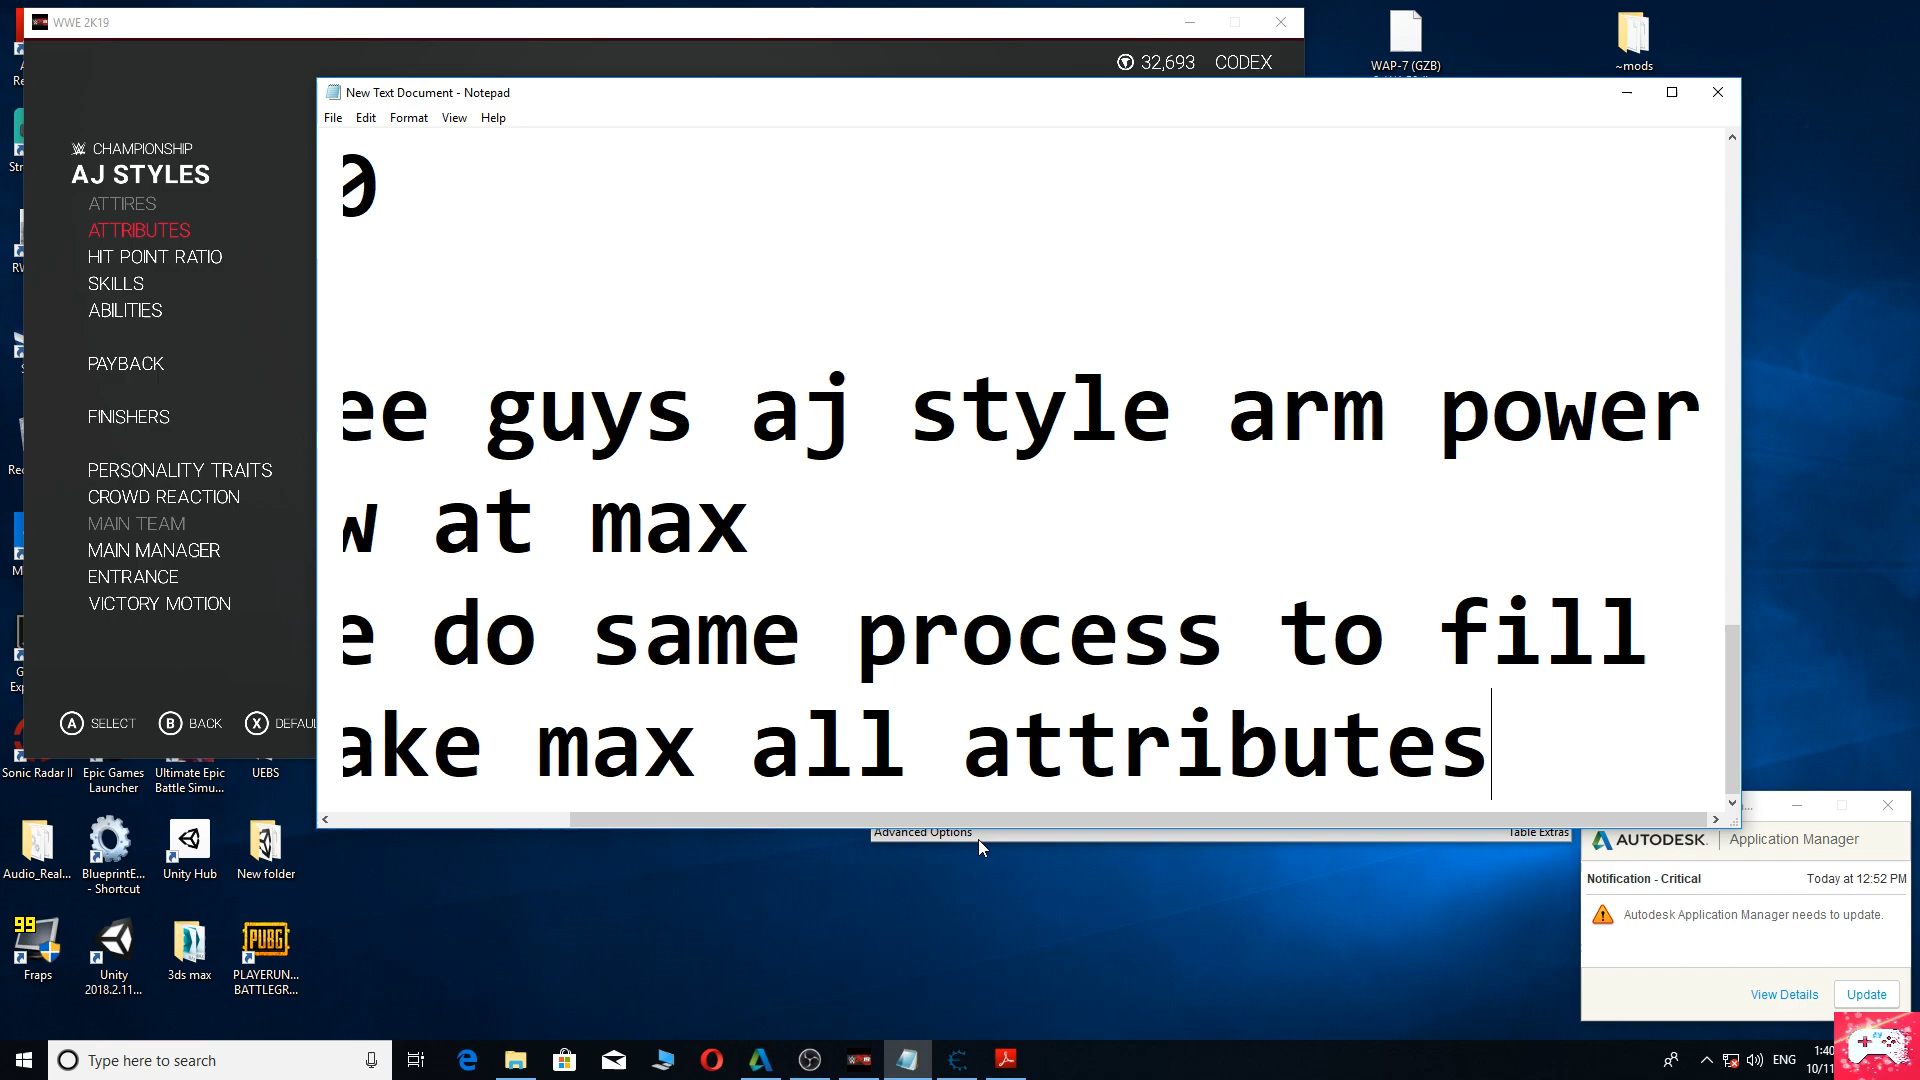 WWE 2K19
32,693 CODEX
WAP-7 (GZB)
~mods
New Text Document - Notepad
File Edit Format View Help
CHAMPIONSHIP
AJ STYLES
ATTIRES
ATTRIBUTES
HIT POINT RATIO
SKILLS
ABILITIES
PAYBACK
FINISHERS
PERSONALITY TRAITS
CROWD REACTION
MAIN TEAM
MAIN MANAGER
ENTRANCE
VICTORY MOTION
A SELECT B BACK X DEFAU
0
ee guys aj style arm power
w at max
e do same process to fill
ake max all attributes
Advanced Options
Table Extras
AUTODESK. Application Manager
Notification - Critical
Today at 12:52 PM
Autodesk Application Manager needs to update.
View Details
Update
Sonic Radar II
Epic Games Launcher
Ultimate Epic Battle Simu...
UEBS
Audio_Real...
BlueprintE... - Shortcut
Unity Hub
New folder
99
Fraps
Unity 2018.2.11...
3ds max
PUBG
PLAYERUN... BATTLEGR...
Type here to search
ENG
1:40
10/11